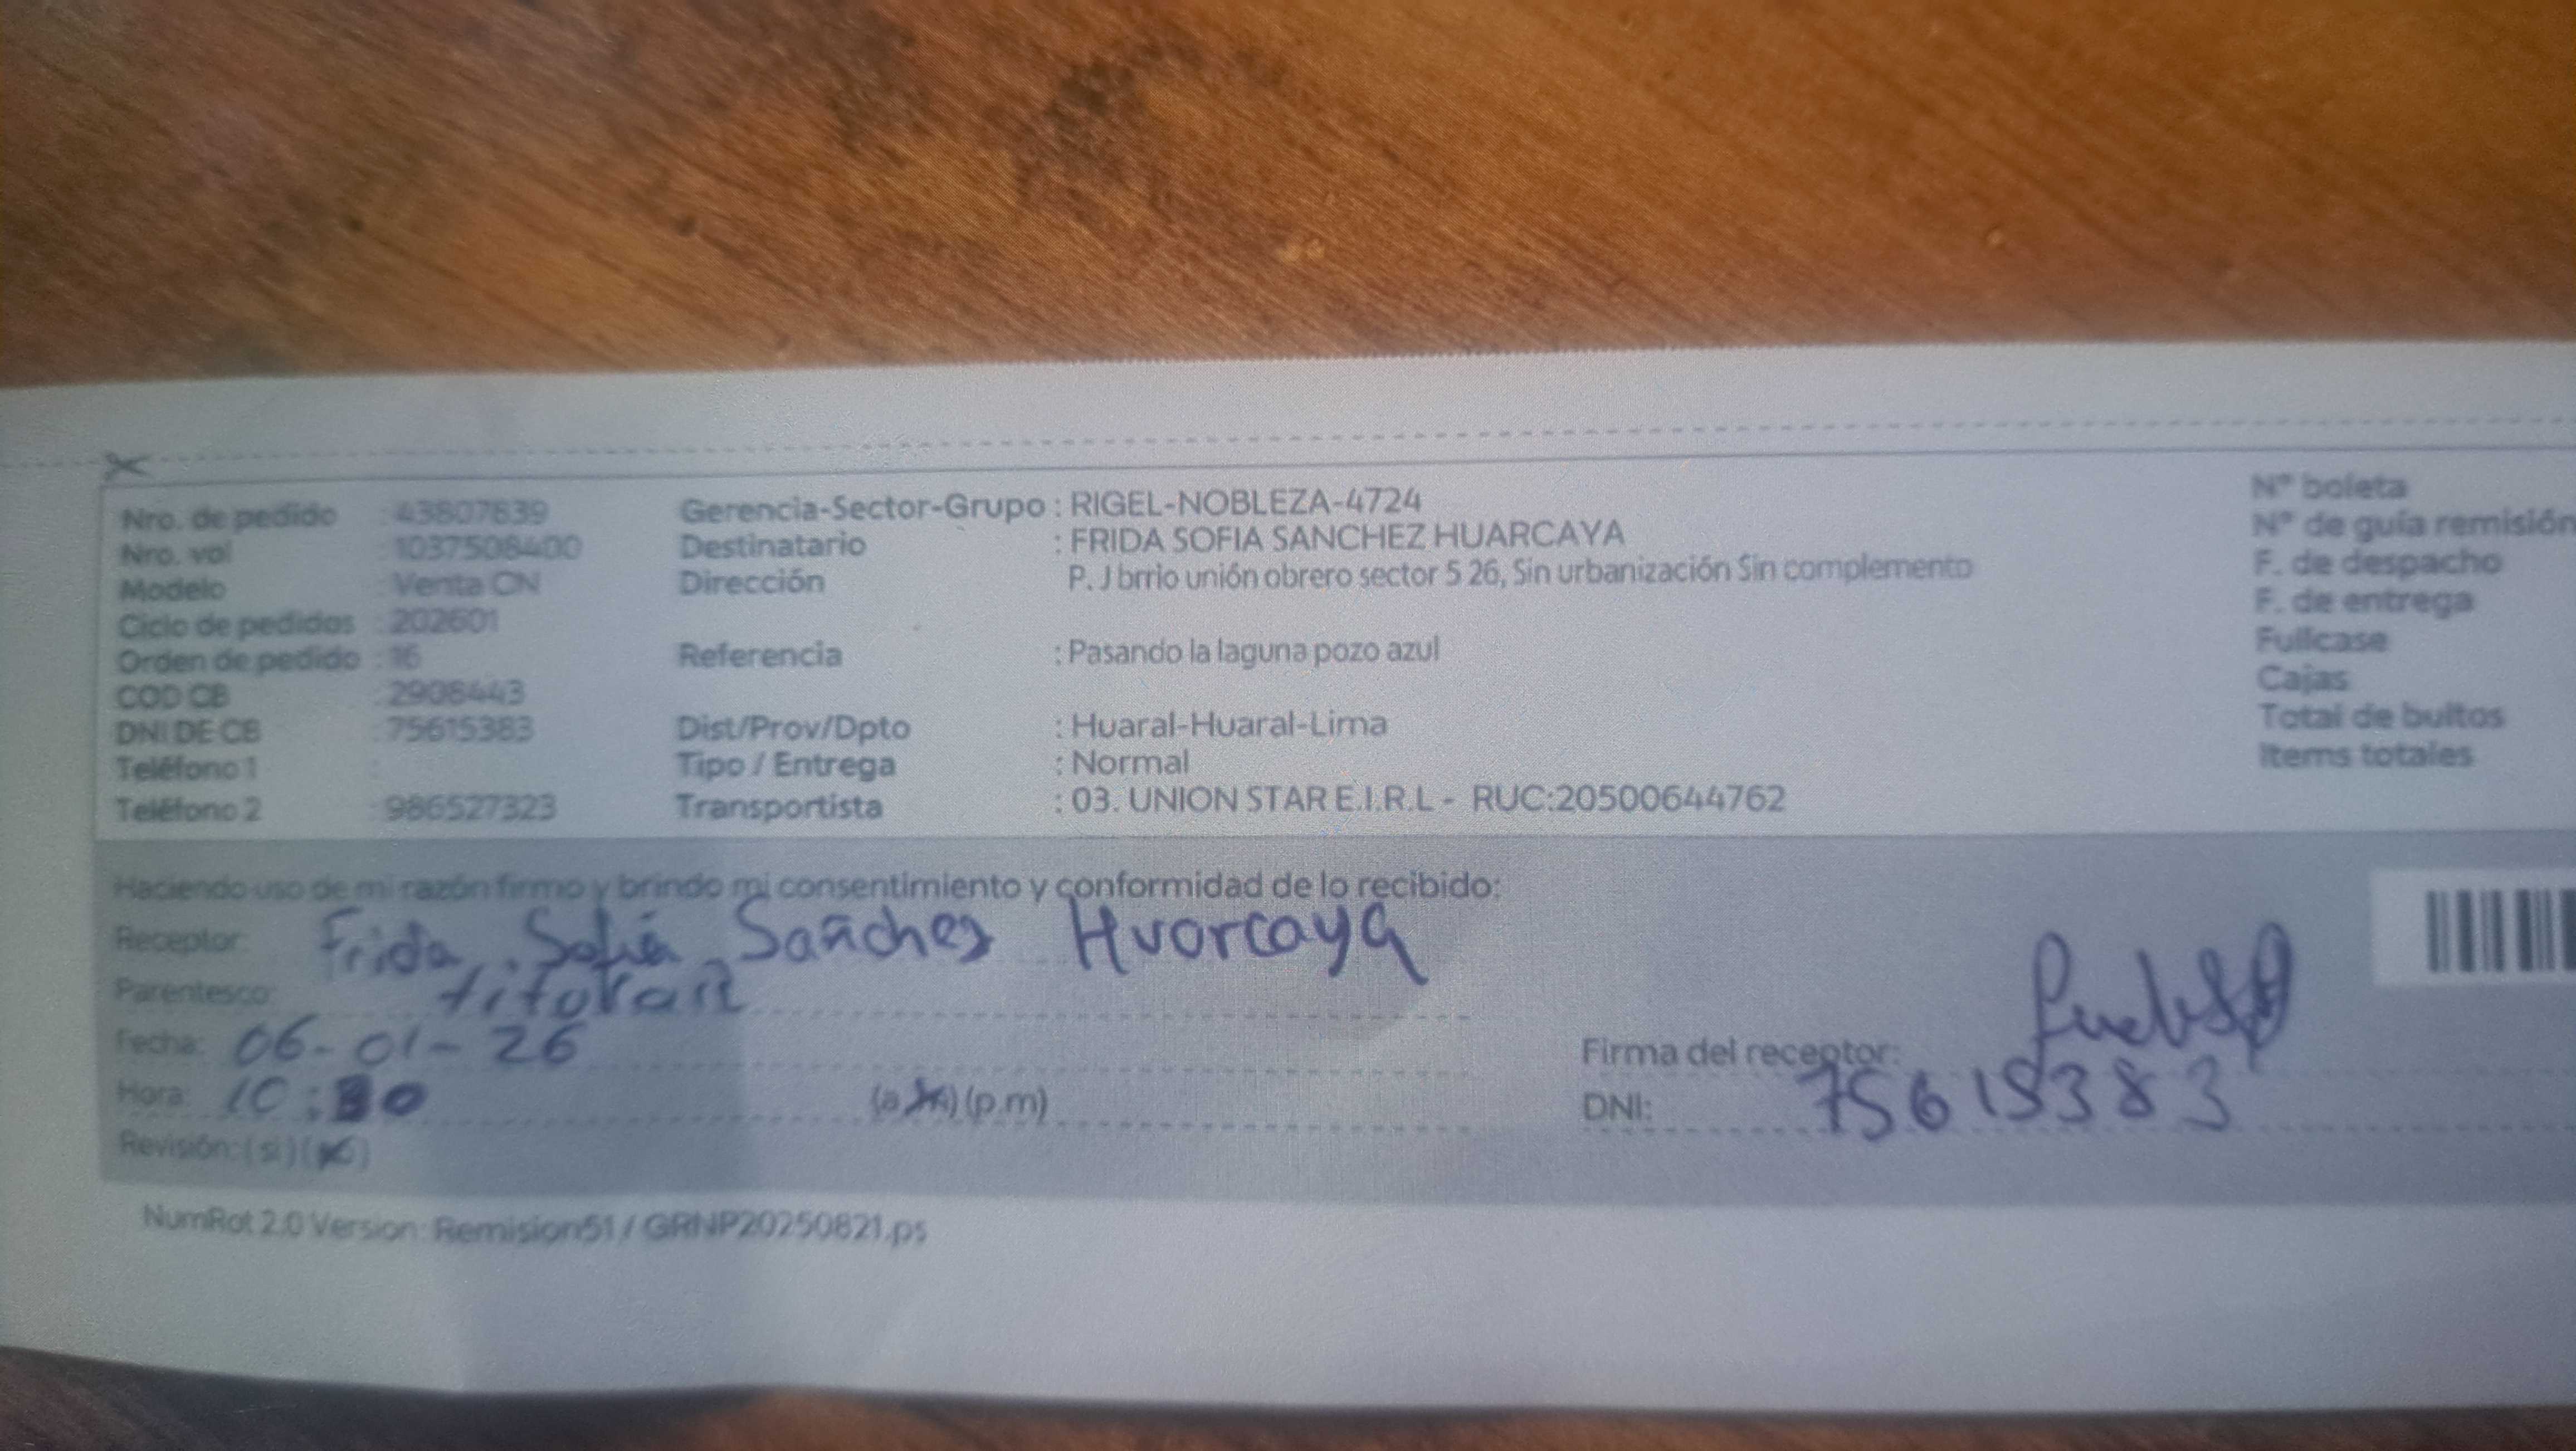 Nro. de pedido : 43807839 Gerencia-Sector-Grupo : RIGEL-NOBLEZA-4724 N° boleta
Nro. vol : 1037508400 Destinatario : FRIDA SOFIA SANCHEZ HUARCAYA N° de guía remisión
Modelo : Venta CN Dirección P. J brrio unión obrero sector 5 26, Sin urbanización Sin complemento F. de despacho
Ciclo de pedidos : 202601 F. de entrega
Orden de pedido : 16 Referencia : Pasando la laguna pozo azul Fullcase
COD CB : 2908443 Cajas
DNI DE CB : 75615383 Dist/Prov/Dpto : Huaral-Huaral-Lima Total de bultos
Teléfono 1 : Tipo / Entrega : Normal Items totales
Teléfono 2 : 986527323 Transportista : 03. UNION STAR E.I.R.L - RUC:20500644762
Haciendo uso de mi razón firmo y brindo mi consentimiento y conformidad de lo recibido:
Receptor: Frida Sofia Sañchez Huarcaya
Parentesco:
Fecha: 06-01-26 Firma del receptor:
Hora: 10:30 (a.m) (p.m) DNI: 75615383
Revisión: (si) (no)
NumRot 2.0 Version: Remision51 / GRNP20250821.ps